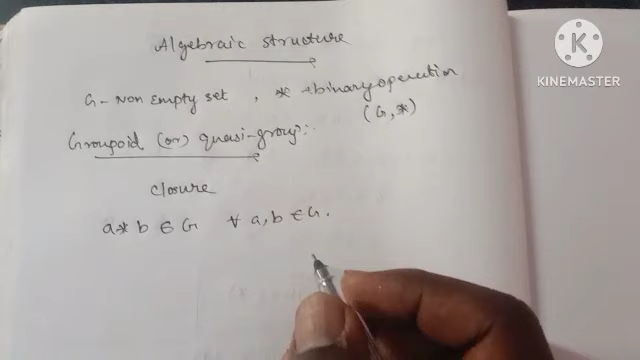 Algebraic structure
G - Non Empty set, * → binary operation
(G, *)
Groupoid (or) quasi-group:-
closure
a * b ∈ G ∀ a, b ∈ G.
K
KINEMASTER